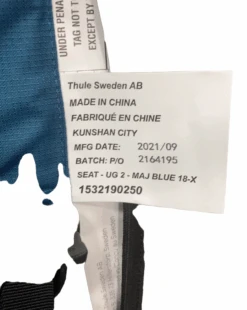 UNDER PENA
TAG NOT T
EXCEPT BY
Thule Sweden AB
MADE IN CHINA
FABRIQUÉ EN CHINE
KUNSHAN CITY
MFG DATE: 2021/09
BATCH: P/O 2164195
SEAT - UG 2 - MAJ BLUE 18-X
1532190250